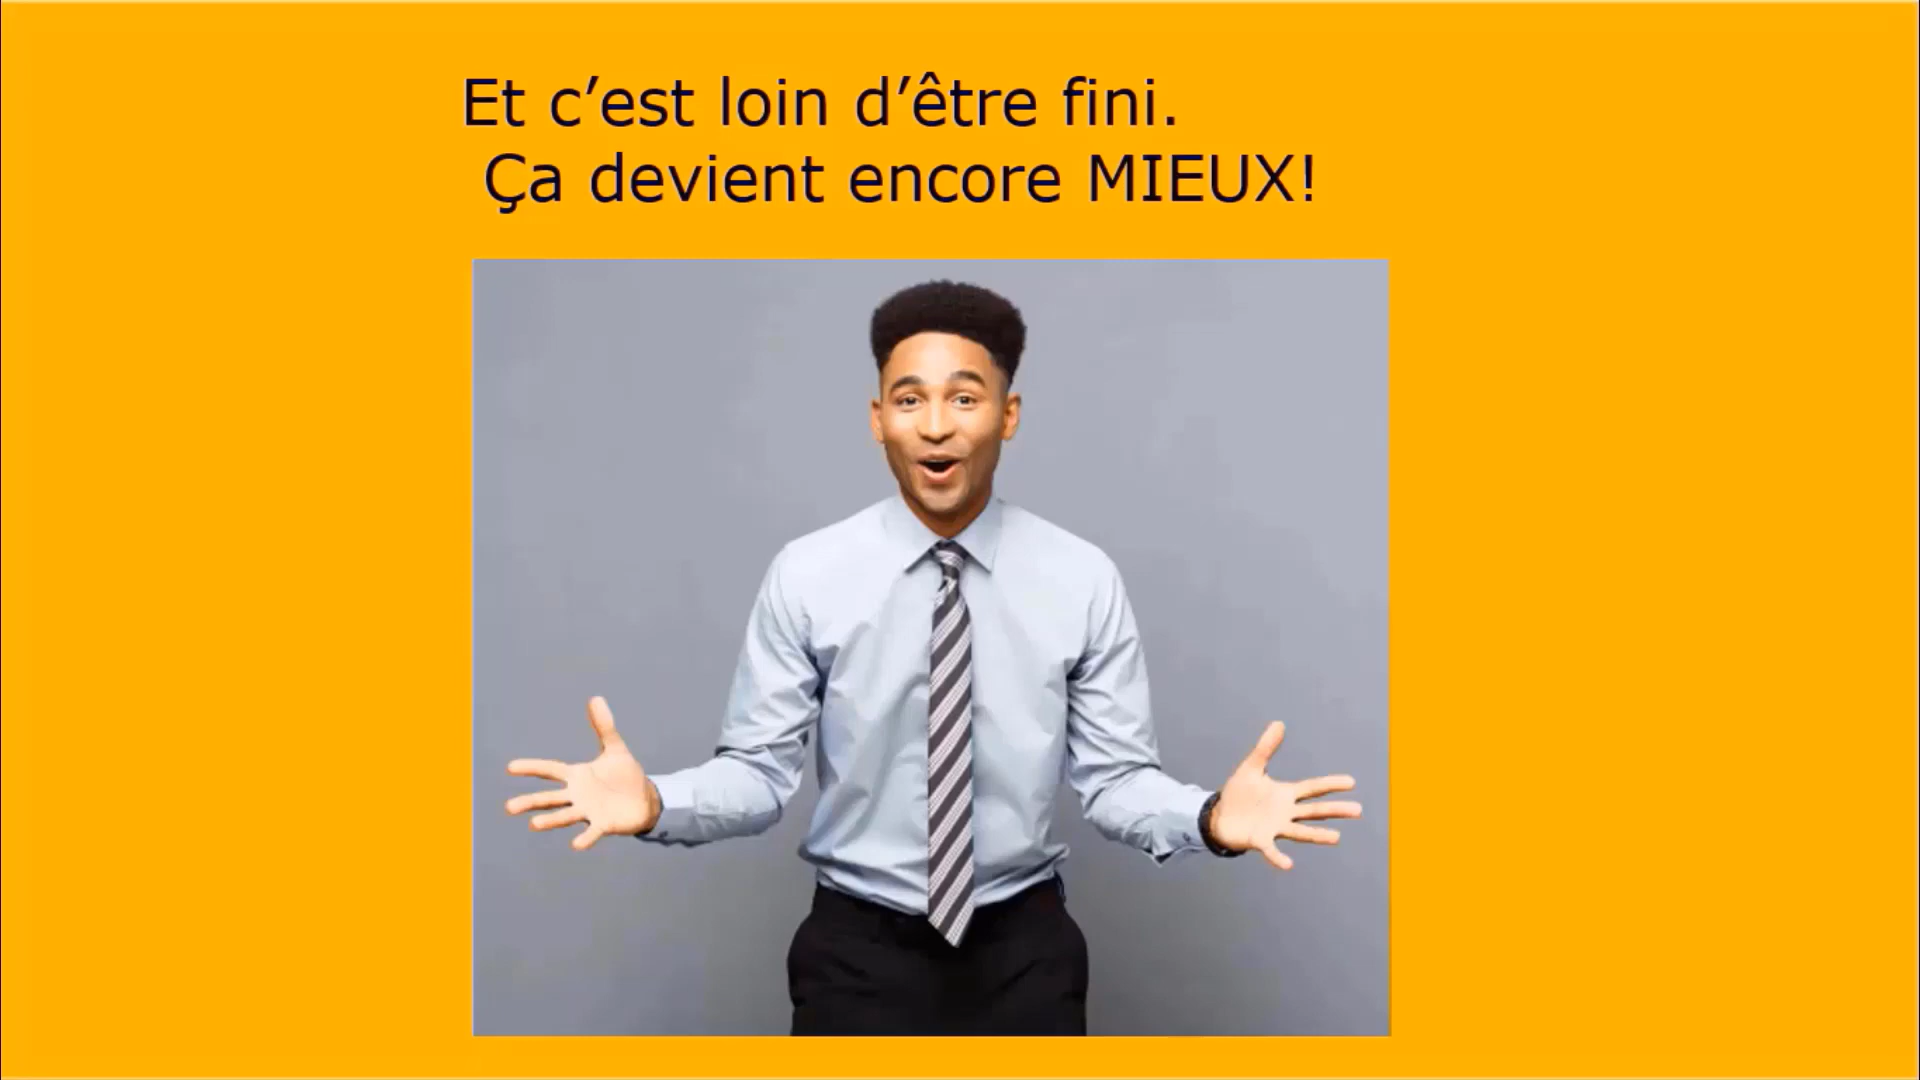 Et c’est loin d’être fini.
Ça devient encore MIEUX!